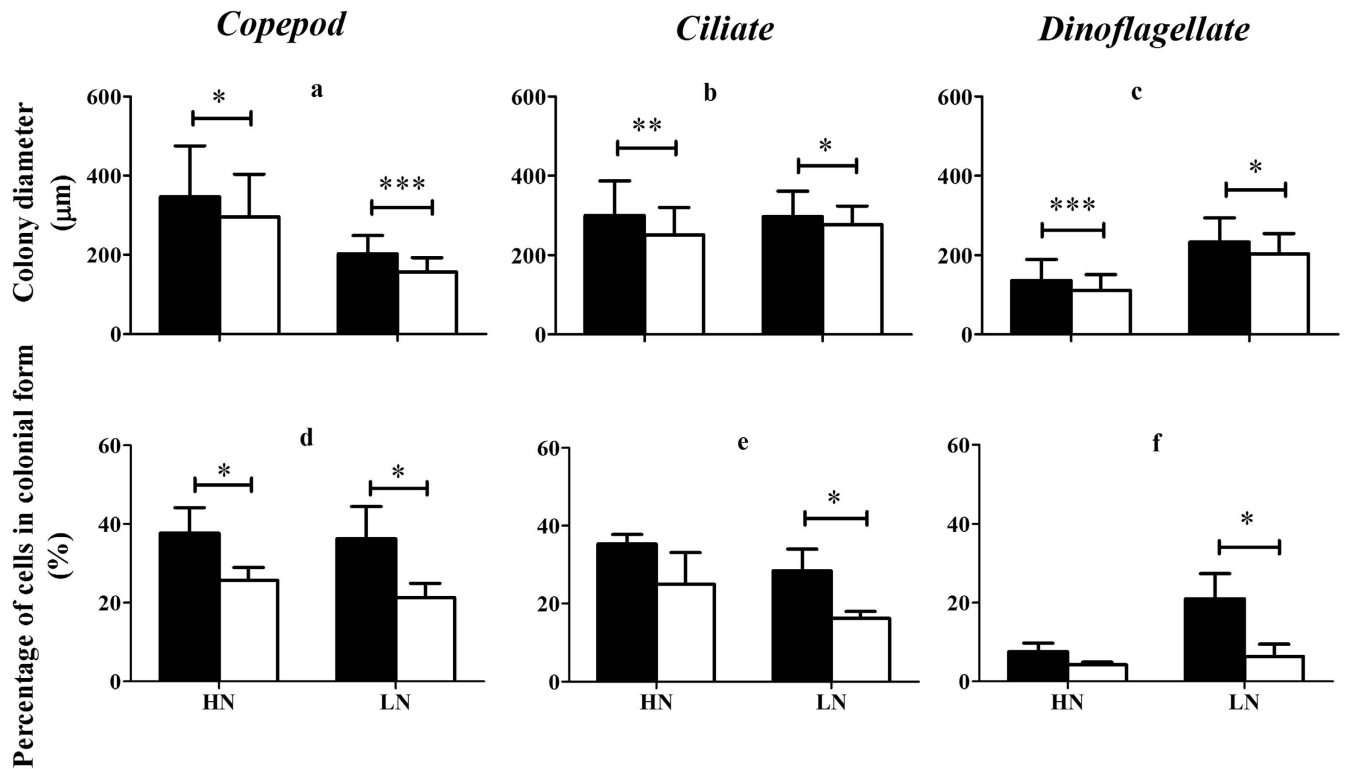 Copepod
Ciliate
Dinoflagellate
Colony diameter
(µm)
a
600
400
200
0
*
***
b
600
400
200
0
**
*
c
600
400
200
0
***
*
Percentage of cells in colonial form
(%)
d
60
40
20
0
*
*
HN LN
e
60
40
20
0
*
HN LN
f
60
40
20
0
*
HN LN